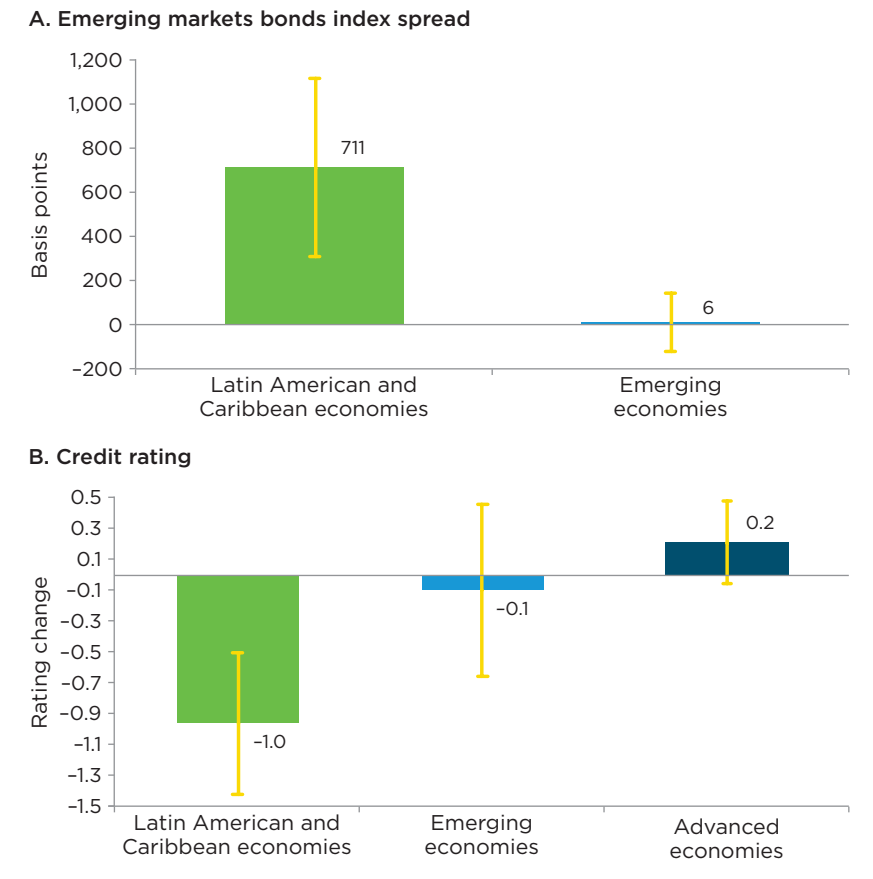 A. Emerging markets bonds index spread
1,200
1,000
800
600
400
200
0
–200
Basis points
711
6
Latin American and
Caribbean economies
Emerging
economies
B. Credit rating
0.5
0.3
0.1
–0.1
–0.3
–0.5
–0.7
–0.9
–1.1
–1.3
–1.5
Rating change
–1.0
–0.1
0.2
Latin American and
Caribbean economies
Emerging
economies
Advanced
economies